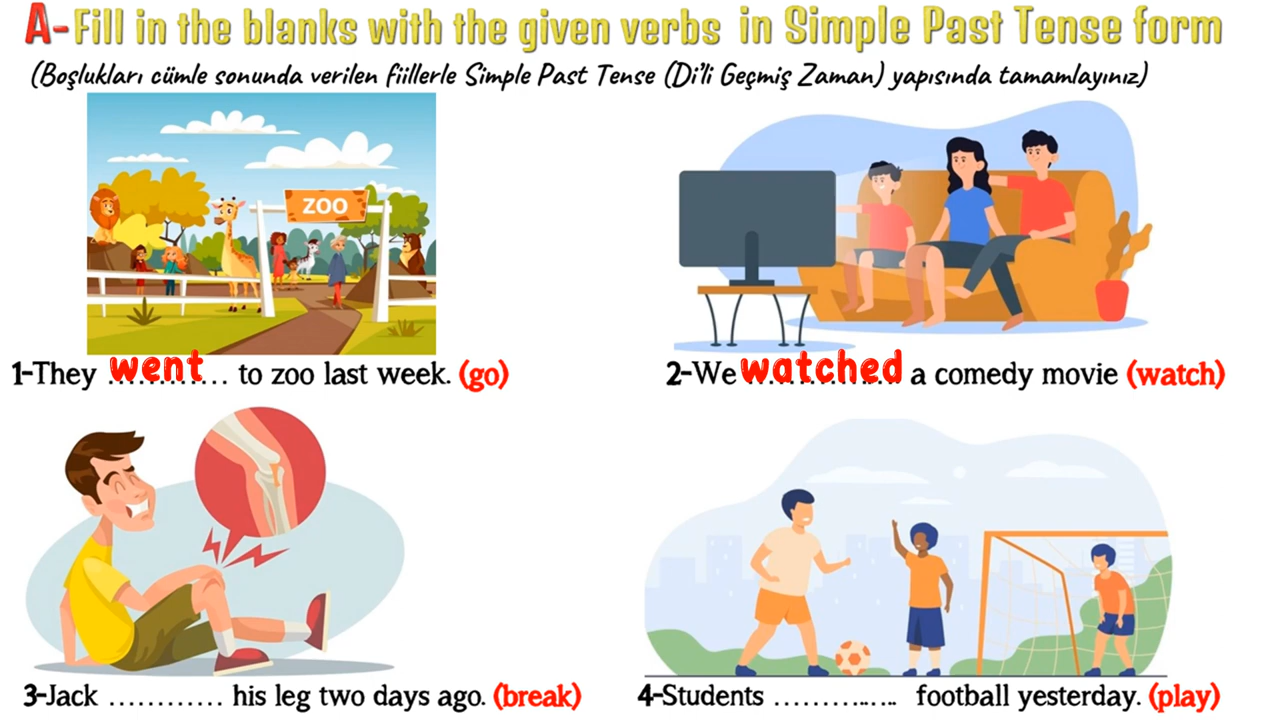 A-Fill in the blanks with the given verbs in Simple Past Tense form
(Boşlukları cümle sonunda verilen fiillerle Simple Past Tense (Di'li Geçmiş Zaman) yapısında tamamlayınız)
ZOO
1-They went to zoo last week. (go)
2-We watched a comedy movie (watch)
3-Jack ............ his leg two days ago. (break)
4-Students .............. football yesterday. (play)